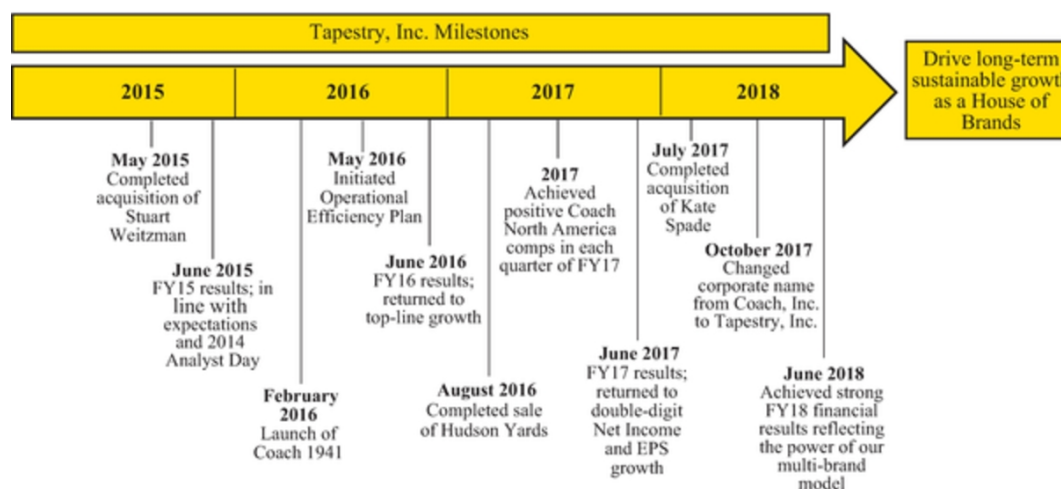 Tapestry, Inc. Milestones
2015
2016
2017
2018
Drive long-term
sustainable growth
as a House of
Brands
May 2015
Completed
acquisition of
Stuart
Weitzman
June 2015
FY15 results; in
line with
expectations
and 2014
Analyst Day
February
2016
Launch of
Coach 1941
May 2016
Initiated
Operational
Efficiency Plan
June 2016
FY16 results;
returned to
top-line growth
August 2016
Completed sale
of Hudson Yards
2017
Achieved
positive Coach
North America
comps in each
quarter of FY17
June 2017
FY17 results;
returned to
double-digit
Net Income
and EPS
growth
July 2017
Completed
acquisition
of Kate
Spade
October 2017
Changed
corporate name
from Coach, Inc.
to Tapestry, Inc.
June 2018
Achieved strong
FY18 financial
results reflecting
the power of our
multi-brand
model